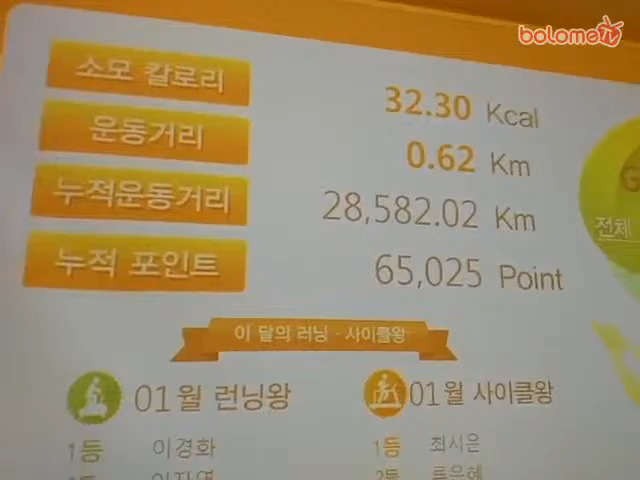 bolomeTV
소모 칼로리 32.30 Kcal
운동거리 0.62 Km
누적운동거리 28,582.02 Km
누적 포인트 65,025 Point
G
전체
이 달의 러닝 - 사이클왕
01월 런닝왕 01월 사이클왕
1등 이경화 1등 최시은